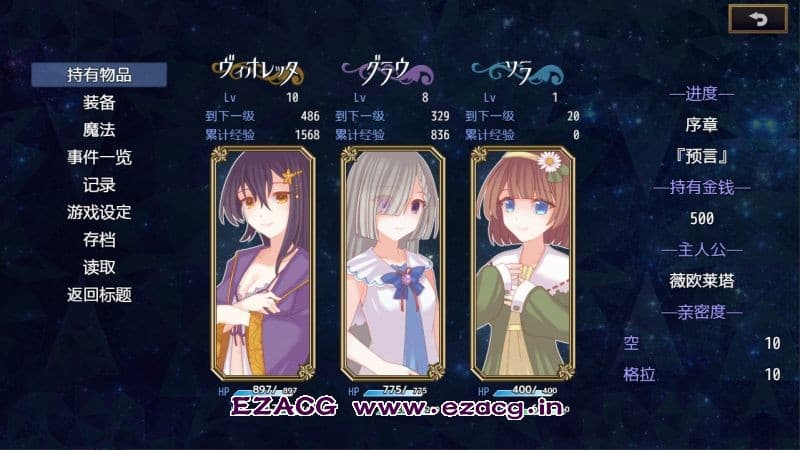 持有物品
装备
魔法
事件一览
记录
游戏设定
存档
读取
返回标题
ヴィオレッタ
Lv 10
到下一级 486
累计经验 1568
HP 897/ 897
グラウ
Lv 8
到下一级 329
累计经验 836
HP 775/ 775
ソラ
Lv 1
到下一级 20
累计经验 0
HP 400/ 400
—进度—
序章
『预言』
—持有金钱—
500
—主人公—
薇欧莱塔
—亲密度—
空 10
格拉 10
EZACG www.ezacg.in